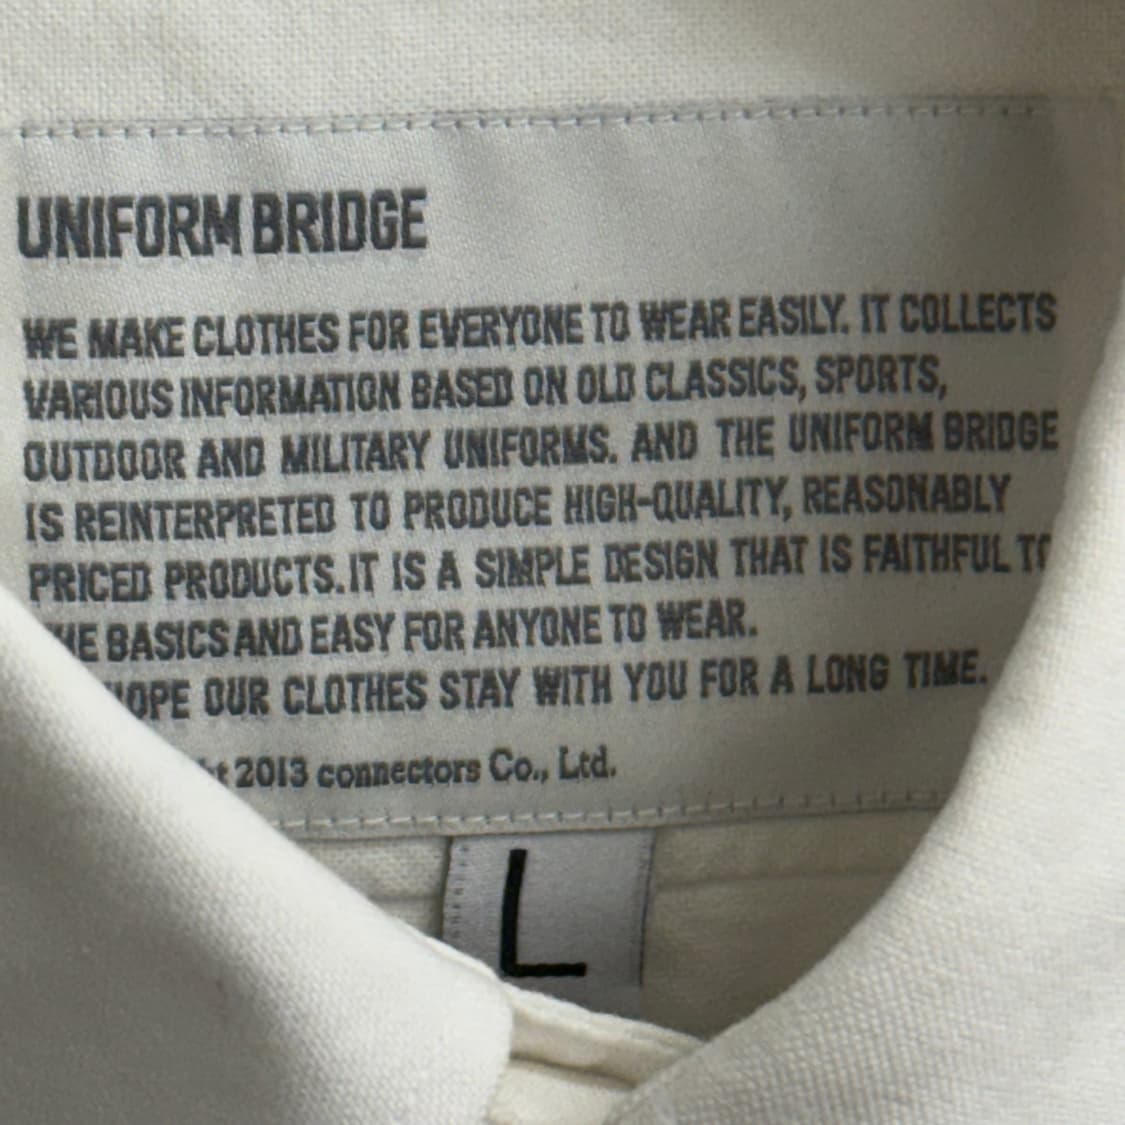 UNIFORM BRIDGE
WE MAKE CLOTHES FOR EVERYONE TO WEAR EASILY. IT COLLECTS
VARIOUS INFORMATION BASED ON OLD CLASSICS, SPORTS,
OUTDOOR AND MILITARY UNIFORMS. AND THE UNIFORM BRIDGE
IS REINTERPRETED TO PRODUCE HIGH-QUALITY, REASONABLY
PRICED PRODUCTS.IT IS A SIMPLE DESIGN THAT IS FAITHFUL TO
BASICS AND EASY FOR ANYONE TO WEAR.
OUR CLOTHES STAY WITH YOU FOR A LONG TIME.
2013 connectors Co., Ltd.
L